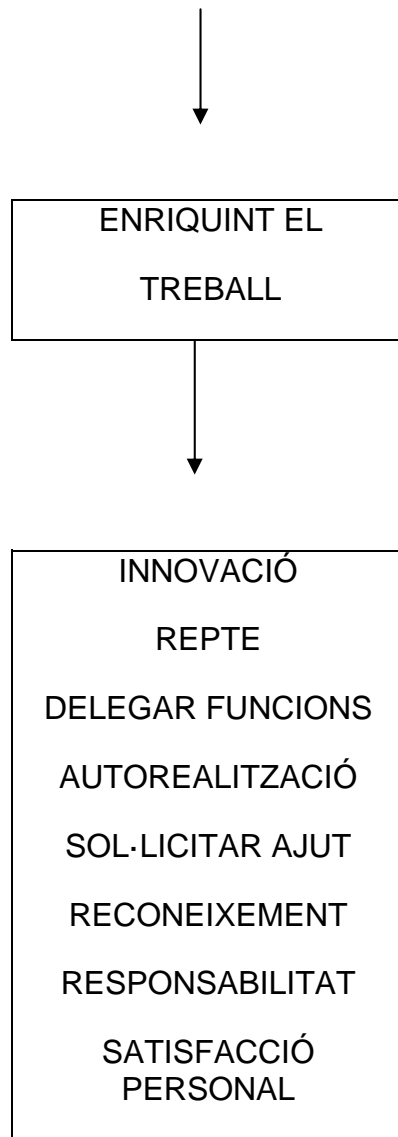 ENRIQUINT EL
TREBALL
INNOVACIÓ
REPTE
DELEGAR FUNCIONS
AUTOREALITZACIÓ
SOL·LICITAR AJUT
RECONEIXEMENT
RESPONSABILITAT
SATISFACCIÓ
PERSONAL